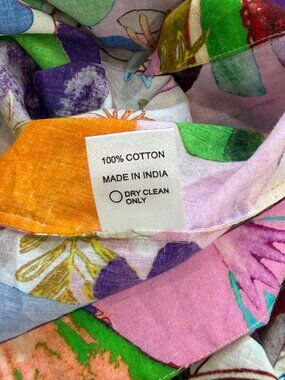 100% COTTON
MADE IN INDIA
DRY CLEAN
ONLY